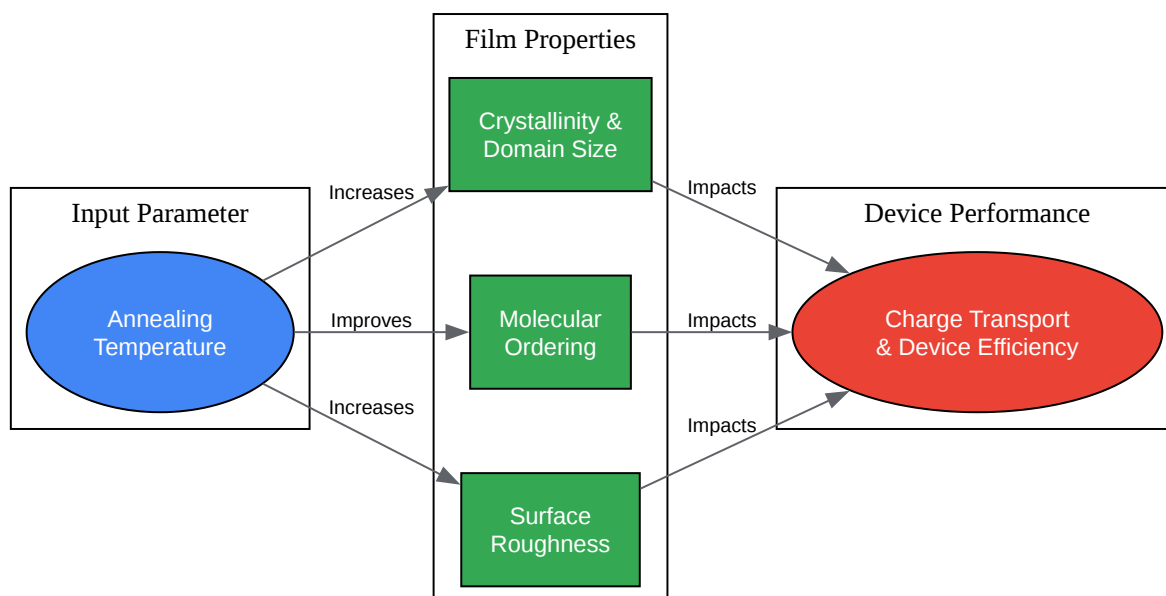 Film Properties
Crystallinity &
Domain Size
Increases
Impacts
Input Parameter
Device Performance
Annealing
Temperature
Improves
Molecular
Ordering
Impacts
Charge Transport
& Device Efficiency
Increases
Impacts
Surface
Roughness